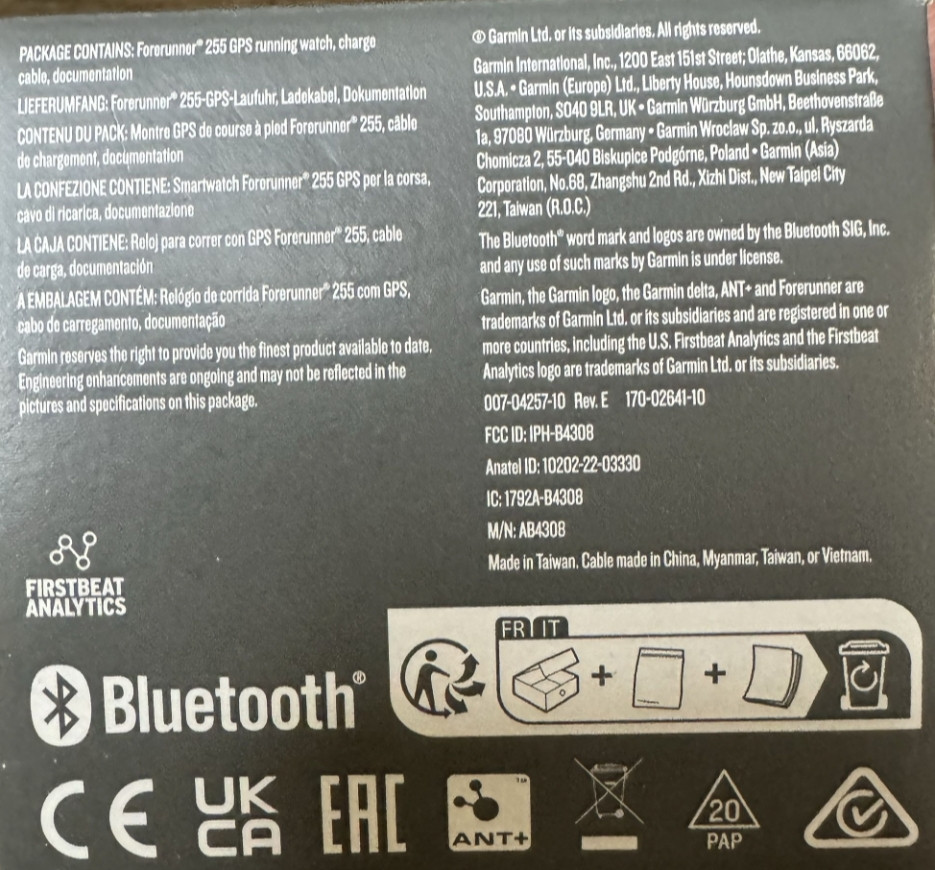 PACKAGE CONTAINS: Forerunner® 255 GPS running watch, charge
cable, documentation
LIEFERUMFANG: Forerunner® 255-GPS-Laufuhr, Ladekabel, Dokumentation
CONTENU DU PACK: Montre GPS de course à pied Forerunner® 255, câble
de chargement, documentation
LA CONFEZIONE CONTIENE: Smartwatch Forerunner® 255 GPS per la corsa,
cavo di ricarica, documentazione
LA CAJA CONTIENE: Reloj para correr con GPS Forerunner® 255, cable
de carga, documentación
A EMBALAGEM CONTÉM: Relógio de corrida Forerunner® 255 com GPS,
cabo de carregamento, documentação
Garmin reserves the right to provide you the finest product available to date.
Engineering enhancements are ongoing and may not be reflected in the
pictures and specifications on this package.
FIRSTBEAT
ANALYTICS
℗ Garmin Ltd. or its subsidiaries. All rights reserved.
Garmin International, Inc., 1200 East 151st Street; Olathe, Kansas, 66062,
U.S.A. • Garmin (Europe) Ltd., Liberty House, Hounsdown Business Park,
Southampton, SO40 9LR, UK • Garmin Würzburg GmbH, Beethovenstraße
1a, 97080 Würzburg, Germany • Garmin Wroclaw Sp. zo.o., ul. Ryszarda
Chomicza 2, 55-040 Biskupice Podgórne, Poland • Garmin (Asia)
Corporation, No.68, Zhangshu 2nd Rd., Xizhi Dist., New Taipei City
221, Taiwan (R.O.C.)
The Bluetooth® word mark and logos are owned by the Bluetooth SIG, Inc.
and any use of such marks by Garmin is under license.
Garmin, the Garmin logo, the Garmin delta, ANT+ and Forerunner are
trademarks of Garmin Ltd. or its subsidiaries and are registered in one or
more countries, including the U.S. Firstbeat Analytics and the Firstbeat
Analytics logo are trademarks of Garmin Ltd. or its subsidiaries.
007-04257-10 Rev. E 170-02641-10
FCC ID: IPH-B4308
Anatel ID: 10202-22-03330
IC: 1792A-B4308
M/N: AB4308
Made in Taiwan. Cable made in China, Myanmar, Taiwan, or Vietnam.
FR IT
+ +
Bluetooth®
CE
UK
CA
EAC
ANT+™
20
PAP